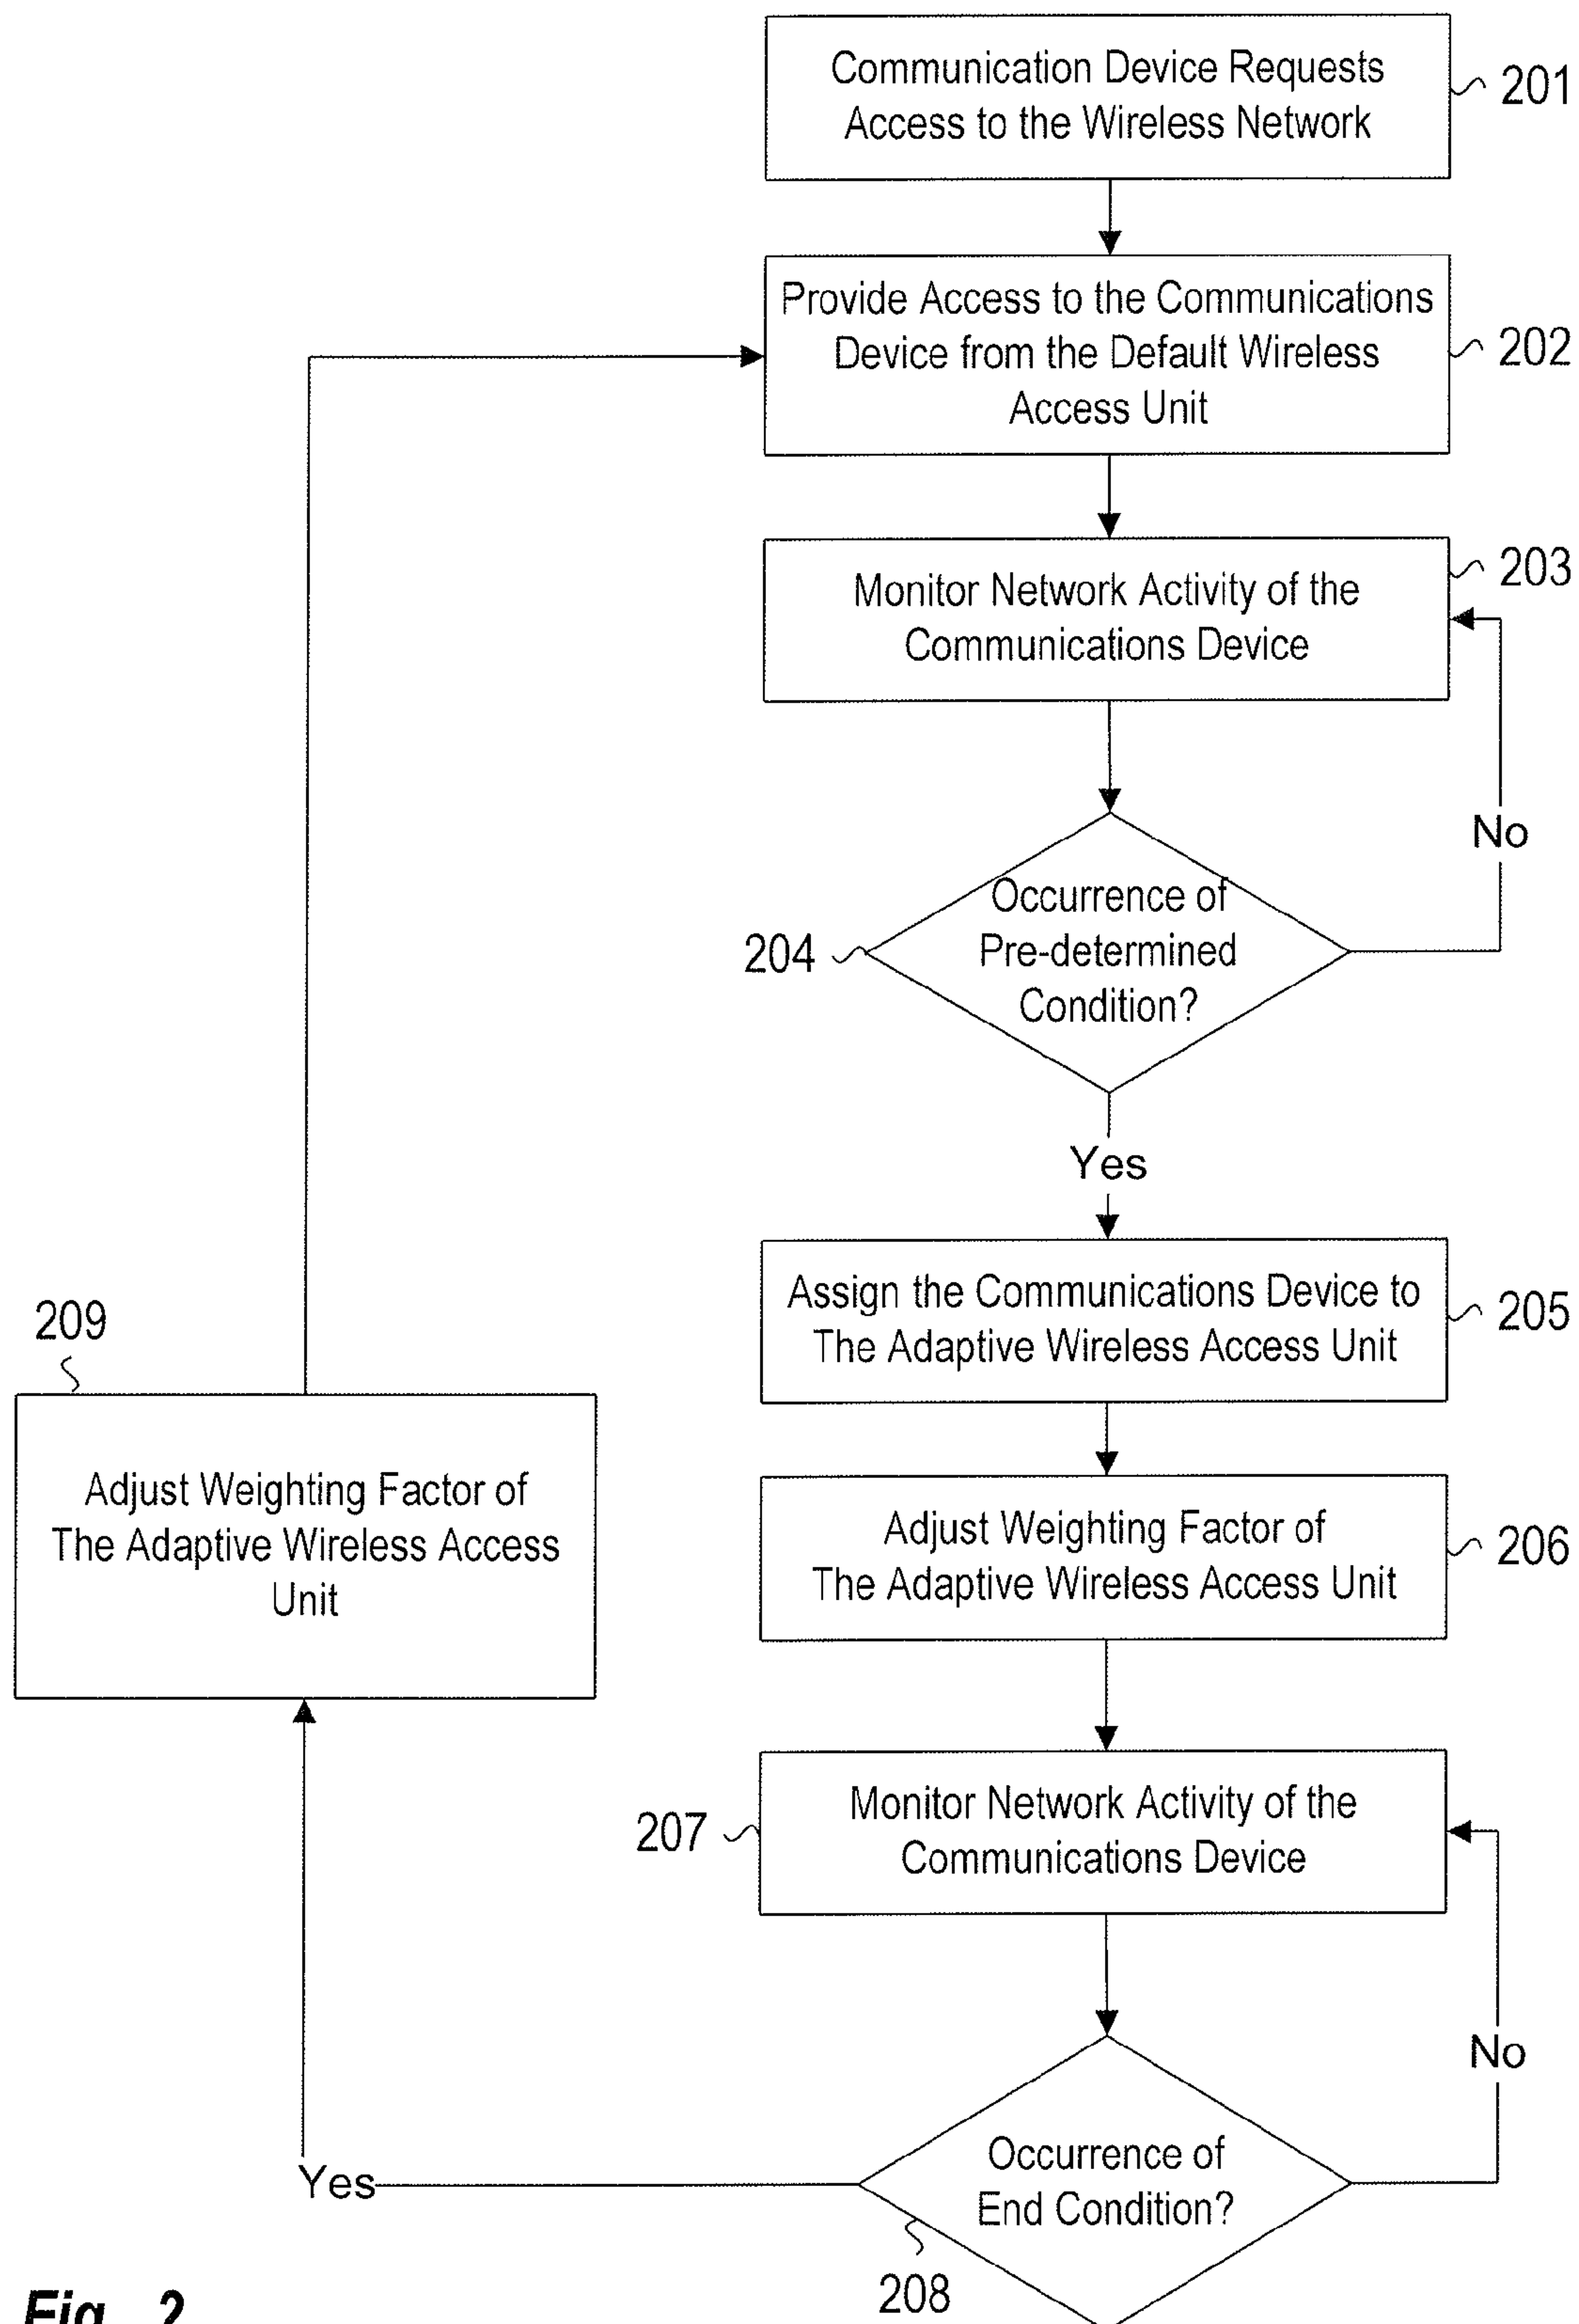 Communication Device Requests
Access to the Wireless Network
201
Provide Access to the Communications
Device from the Default Wireless
Access Unit
202
203
Monitor Network Activity of the
Communications Device
No
Occurrence of
Pre-determined
Condition?
204
Yes
Assign the Communications Device to
The Adaptive Wireless Access Unit
205
209
Adjust Weighting Factor of
The Adaptive Wireless Access
Unit
Adjust Weighting Factor of
The Adaptive Wireless Access Unit
206
Monitor Network Activity of the
Communications Device
207
No
Occurrence of
End Condition?
Yes
208
Fig. 2